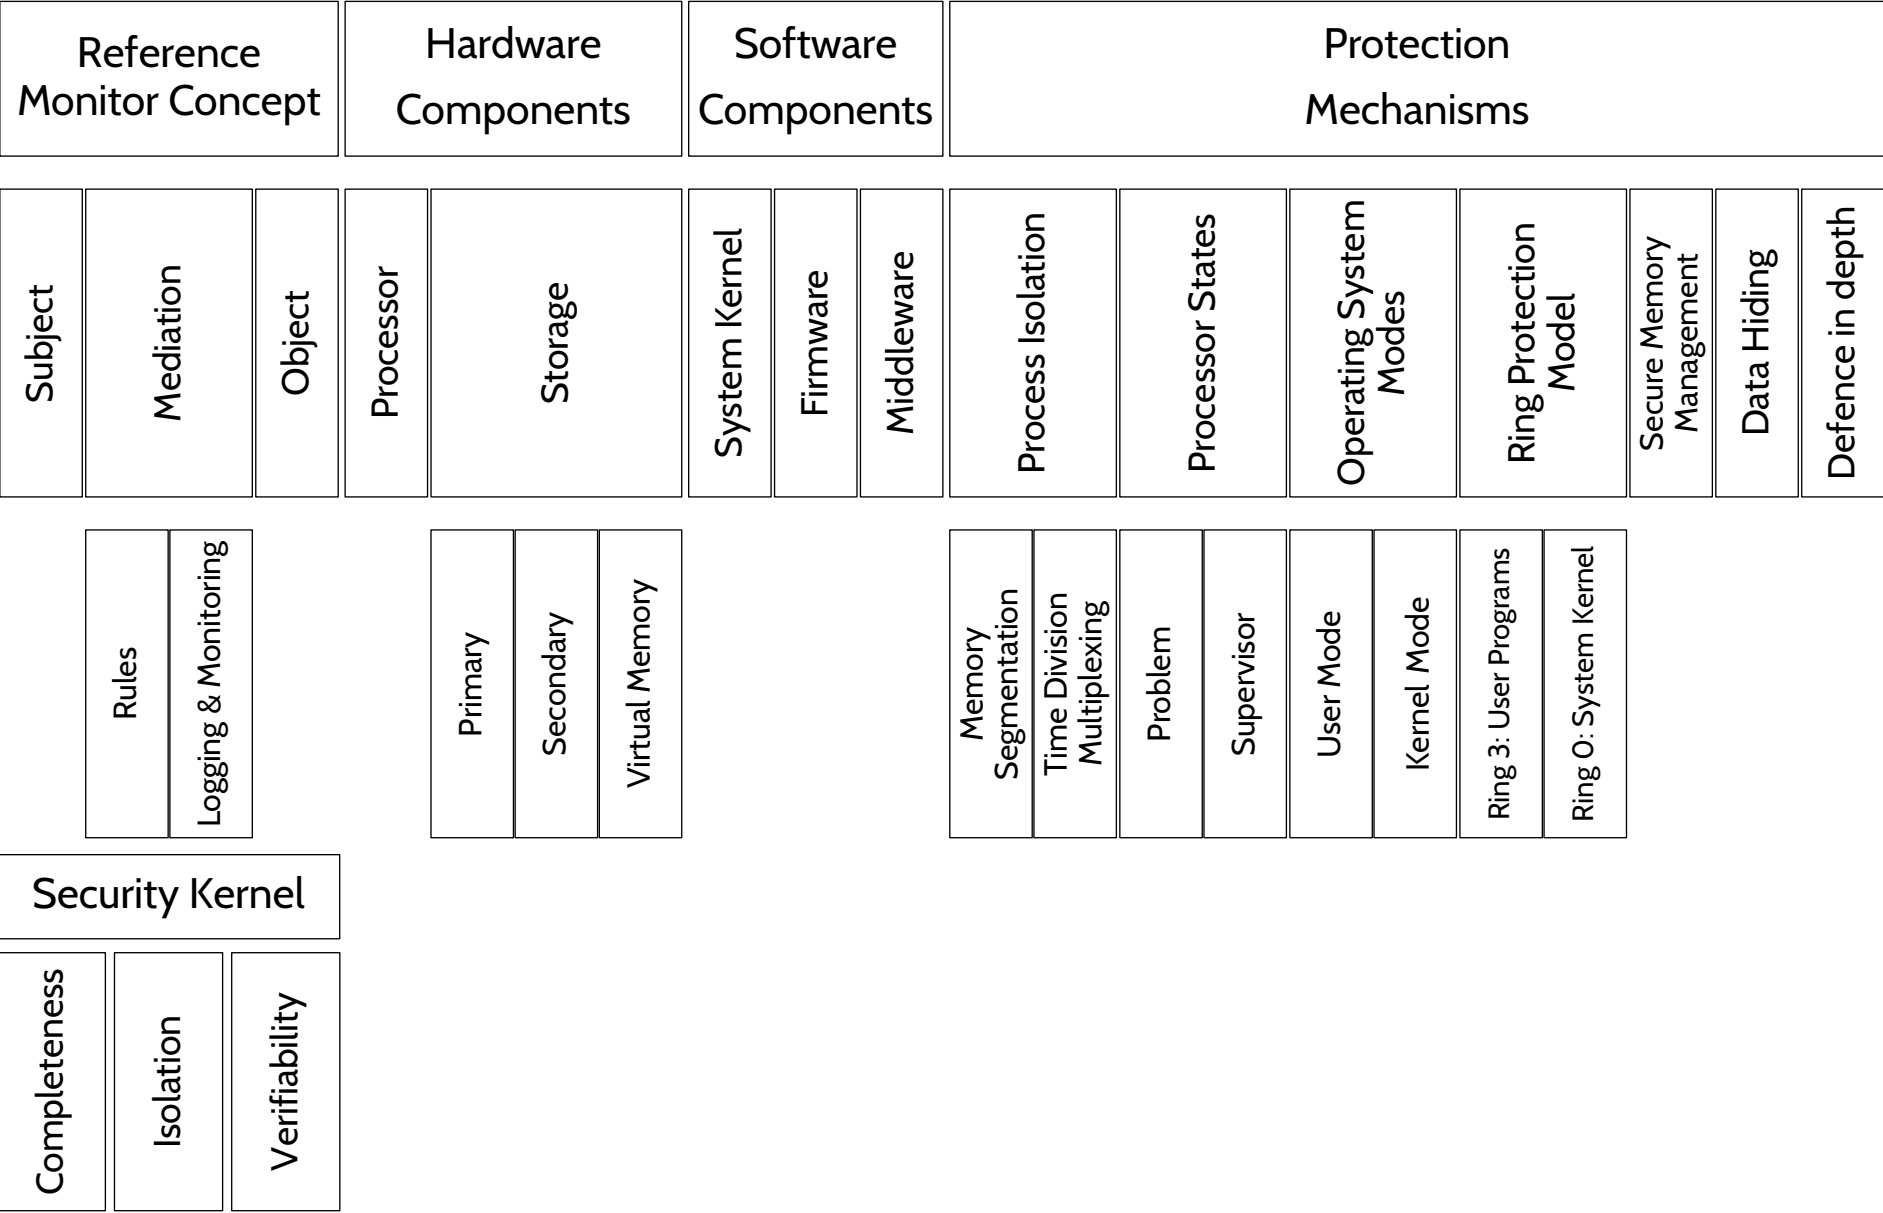 Reference
Monitor Concept
Hardware
Components
Software
Components
Protection
Mechanisms
Subject
Mediation
Object
Processor
Storage
System Kernel
Firmware
Middleware
Process Isolation
Processor States
Operating System
Modes
Ring Protection
Model
Secure Memory
Management
Data Hiding
Defence in depth
Rules
Logging & Monitoring
Primary
Secondary
Virtual Memory
Memory
Segmentation
Time Division
Multiplexing
Problem
Supervisor
User Mode
Kernel Mode
Ring 3: User Programs
Ring 0: System Kernel
Security Kernel
Completeness
Isolation
Verifiability